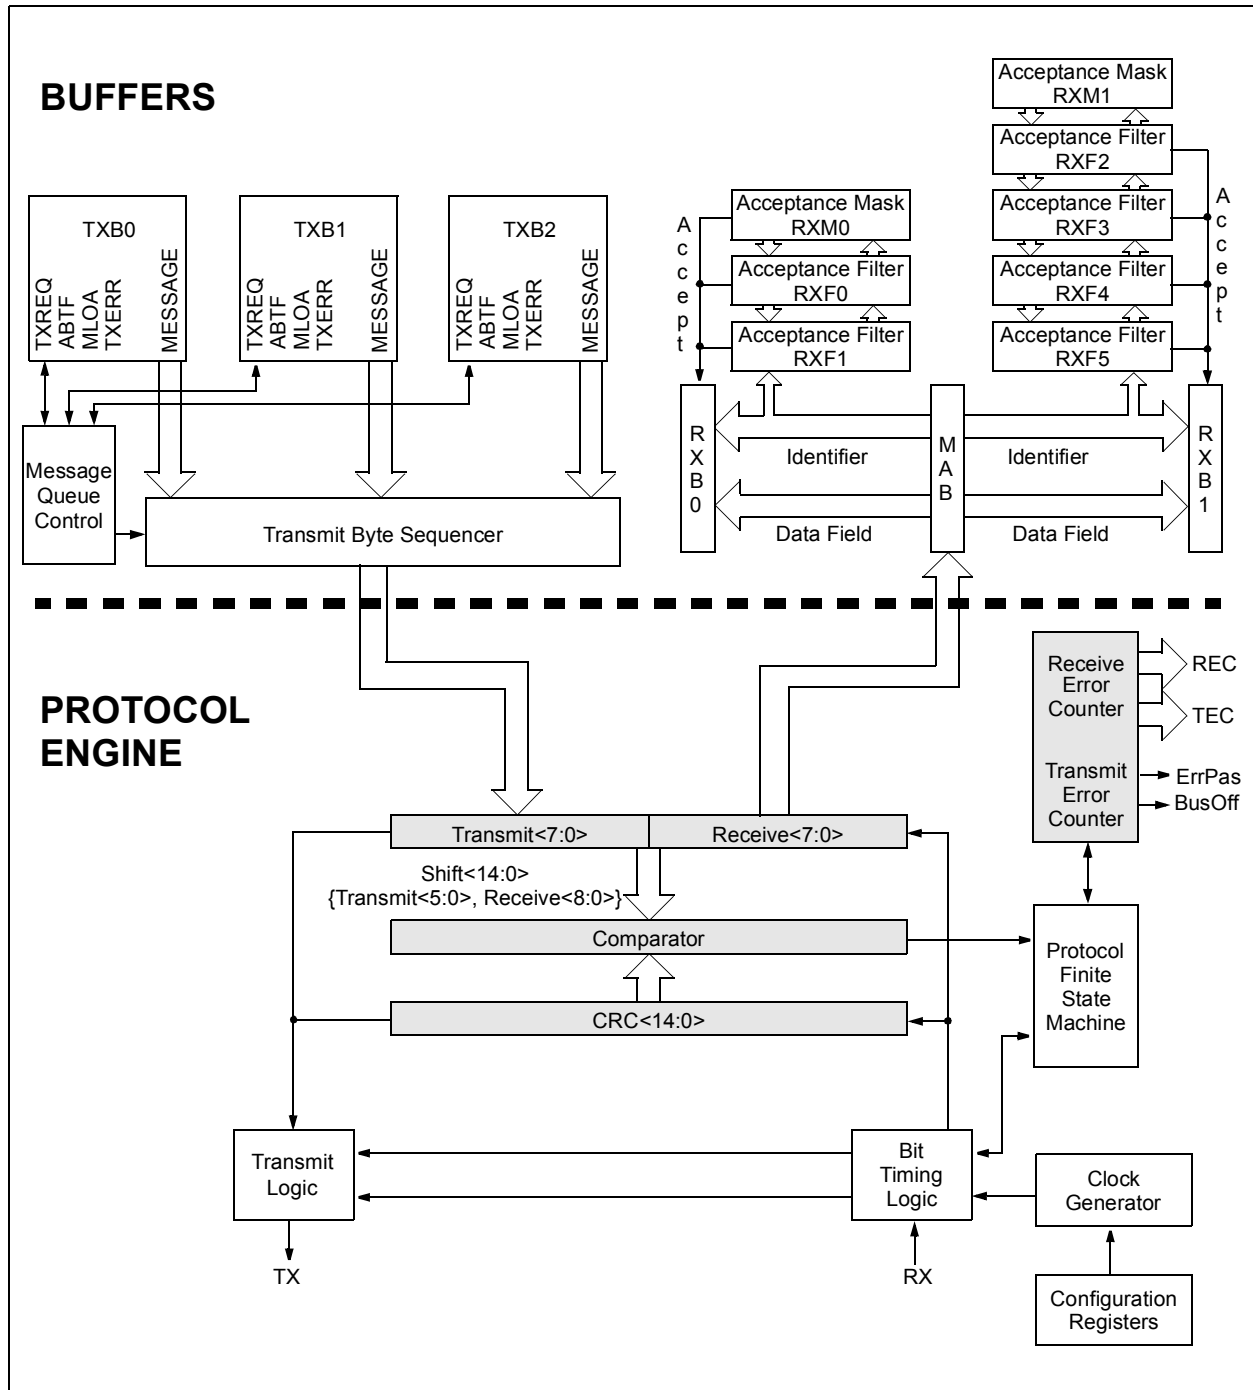 BUFFERS
Acceptance Mask
RXM1
Acceptance Filter
RXF2
Acceptance Filter
RXF3
Acceptance Filter
RXF4
Acceptance Filter
RXF5
Accept
Acceptance Mask
RXM0
Acceptance Filter
RXF0
Acceptance Filter
RXF1
Accept
TXB0
TXREQ
ABTF
MLOA
TXERR
MESSAGE
TXB1
TXREQ
ABTF
MLOA
TXERR
MESSAGE
TXB2
TXREQ
ABTF
MLOA
TXERR
MESSAGE
Message
Queue
Control
Transmit Byte Sequencer
RXB0
Identifier
Data Field
MAB
Identifier
Data Field
RXB1
PROTOCOL
ENGINE
Receive
Error
Counter
Transmit
Error
Counter
REC
TEC
ErrPas
BusOff
Transmit<7:0>
Receive<7:0>
Shift<14:0>
{Transmit<5:0>, Receive<8:0>}
Comparator
CRC<14:0>
Protocol
Finite
State
Machine
Transmit
Logic
Bit
Timing
Logic
Clock
Generator
TX
RX
Configuration
Registers